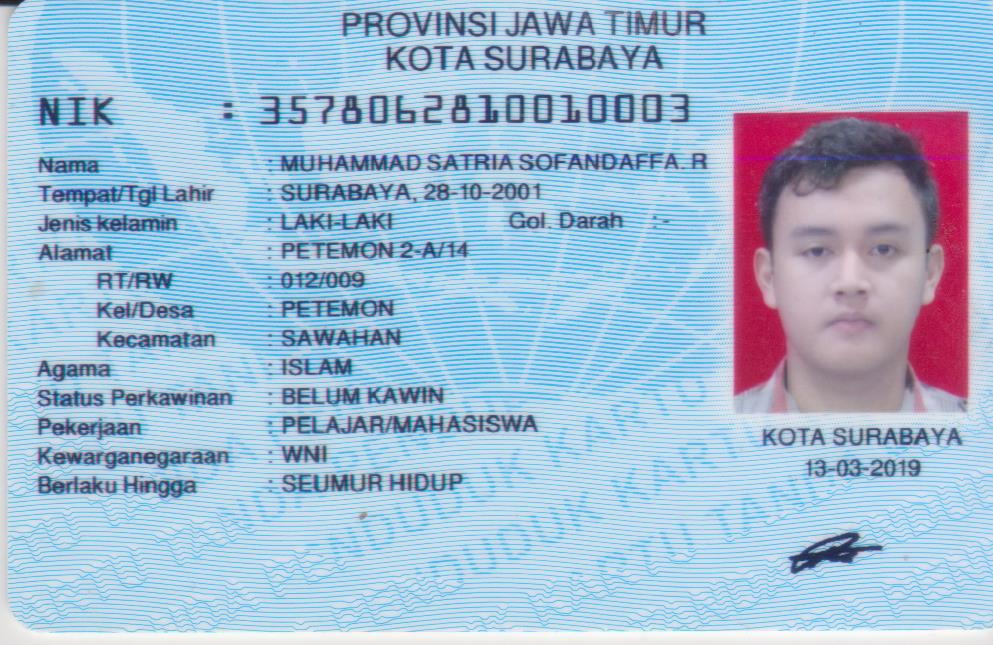 PROVINSI JAWA TIMUR
KOTA SURABAYA
NIK : 3578062810010003
Nama : MUHAMMAD SATRIA SOFANDAFFA. R
Tempat/Tgl Lahir : SURABAYA, 28-10-2001
Jenis kelamin : LAKI-LAKI Gol. Darah : -
Alamat : PETEMON 2-A/14
RT/RW : 012/009
Kel/Desa : PETEMON
Kecamatan : SAWAHAN
Agama : ISLAM
Status Perkawinan : BELUM KAWIN
Pekerjaan : PELAJAR/MAHASISWA
Kewarganegaraan : WNI
Berlaku Hingga : SEUMUR HIDUP
KOTA SURABAYA
13-03-2019